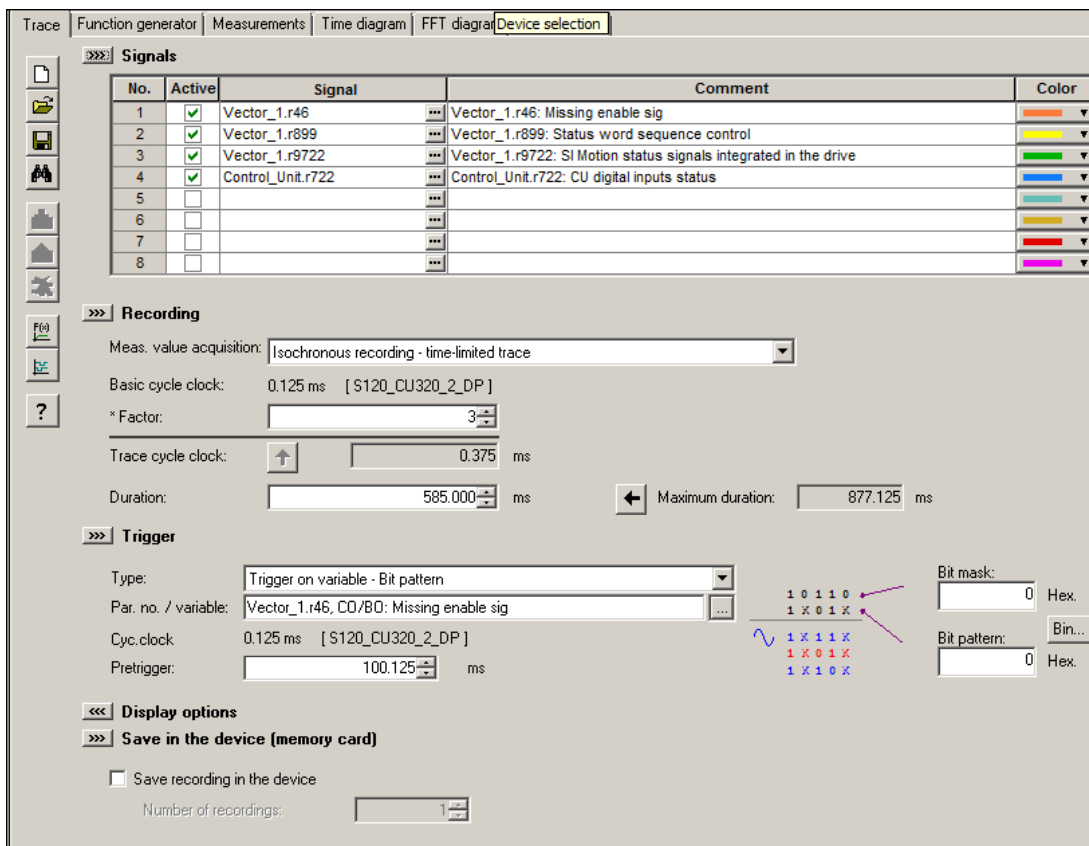 Trace Function generator Measurements Time diagram FFT diagram Device selection
>>> Signals
No. Active Signal Comment Color
1 Vector_1.r46 ... Vector_1.r46: Missing enable sig
2 Vector_1.r899 ... Vector_1.r899: Status word sequence control
3 Vector_1.r9722 ... Vector_1.r9722: SI Motion status signals integrated in the drive
4 Control_Unit.r722 ... Control_Unit.r722: CU digital inputs status
5 ...
6 ...
7 ...
8 ...
>>> Recording
Meas. value acquisition: Isochronous recording - time-limited trace
Basic cycle clock: 0.125 ms [ S120_CU320_2_DP ]
* Factor: 3
Trace cycle clock: 0.375 ms
Duration: 585.000 ms Maximum duration: 877.125 ms
>>> Trigger
Type: Trigger on variable - Bit pattern
Par. no. / variable: Vector_1.r46, CO/BO: Missing enable sig ...
Cyc.clock 0.125 ms [ S120_CU320_2_DP ]
Pretrigger: 100.125 ms
1 0 1 1 0
1 X 0 1 X
1 X 1 1 X
1 X 0 1 X
1 X 1 0 X
Bit mask:
0 Hex.
Bin...
Bit pattern:
0 Hex.
<<< Display options
>>> Save in the device (memory card)
Save recording in the device
Number of recordings: 1
F(x)
?